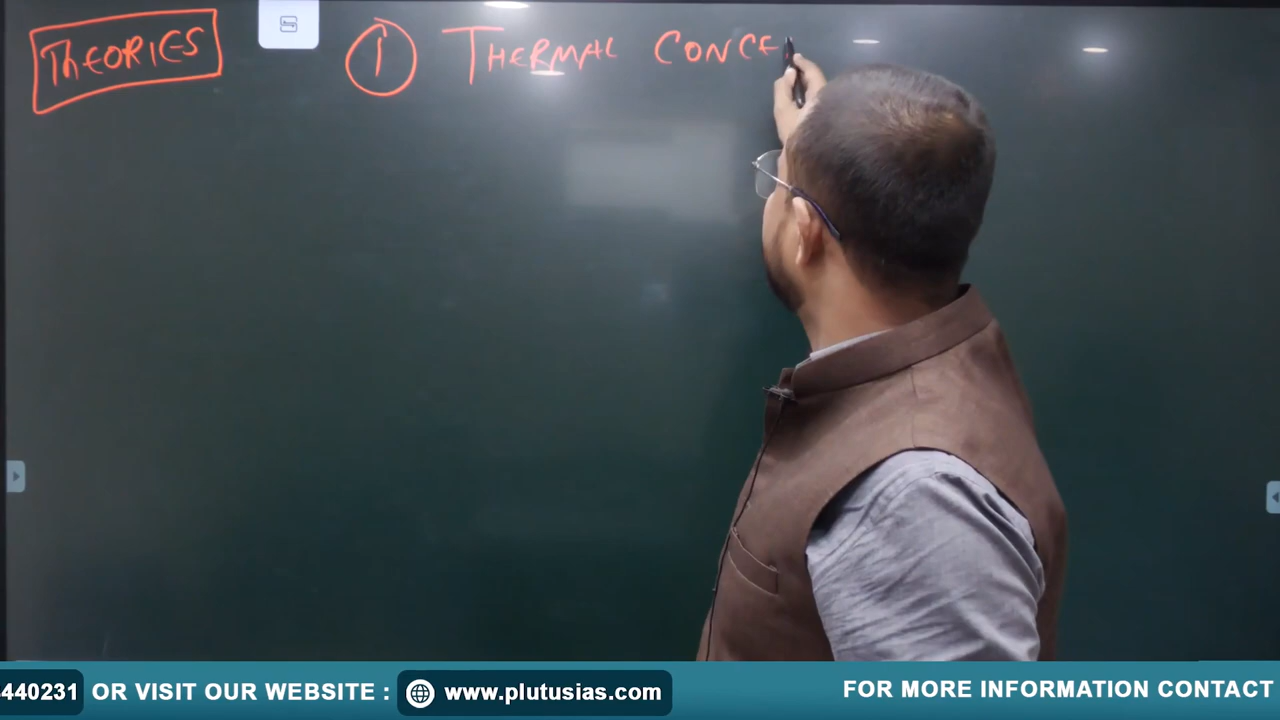 THEORIES
1 THERMAL CONCE
440231 OR VISIT OUR WEBSITE : www.plutusias.com FOR MORE INFORMATION CONTACT